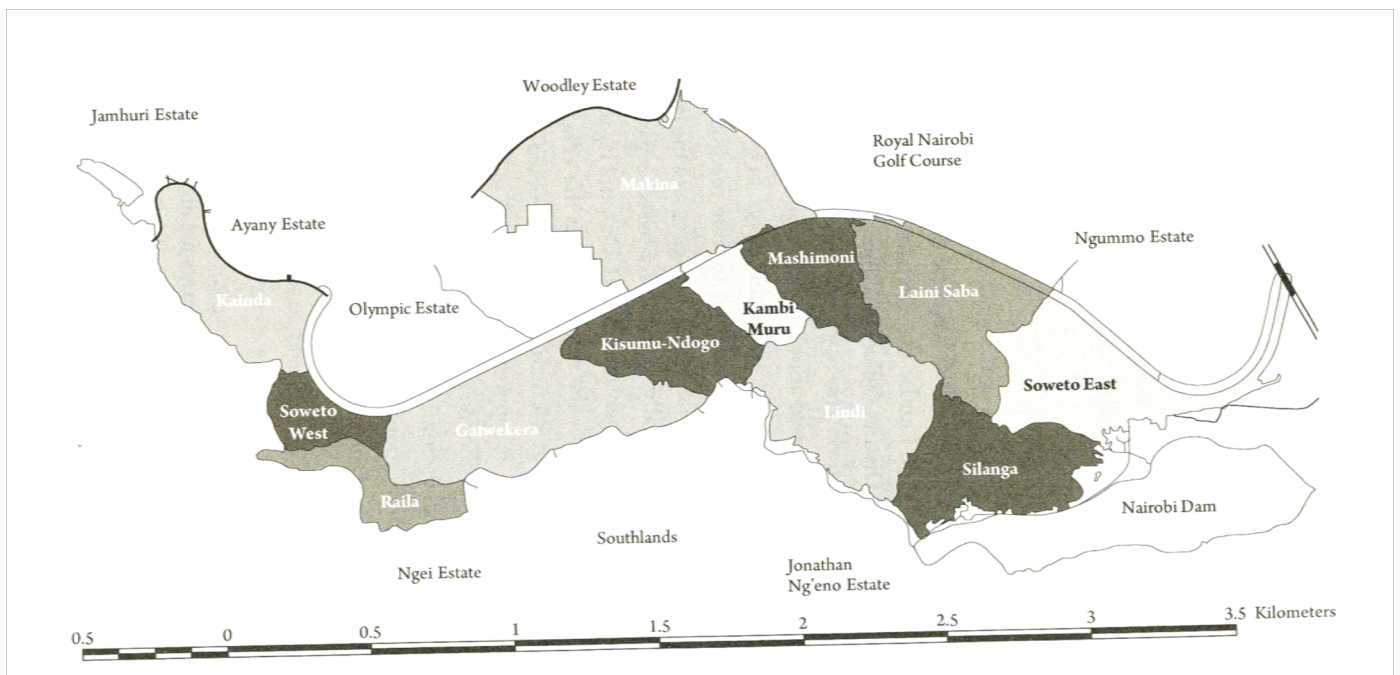 Woodley Estate
Jamhuri Estate
Royal Nairobi
Golf Course
Makina
Ayany Estate
Ngummo Estate
Mashimoni
Kainda
Laini Saba
Olympic Estate
Kambi
Muru
Kisumu-Ndogo
Soweto East
Soweto
West
Lindi
Gatwekera
Silanga
Raila
Nairobi Dam
Southlands
Ngei Estate
Jonathan
Ng'eno Estate
0.5 0 0.5 1 1.5 2 2.5 3 3.5 Kilometers